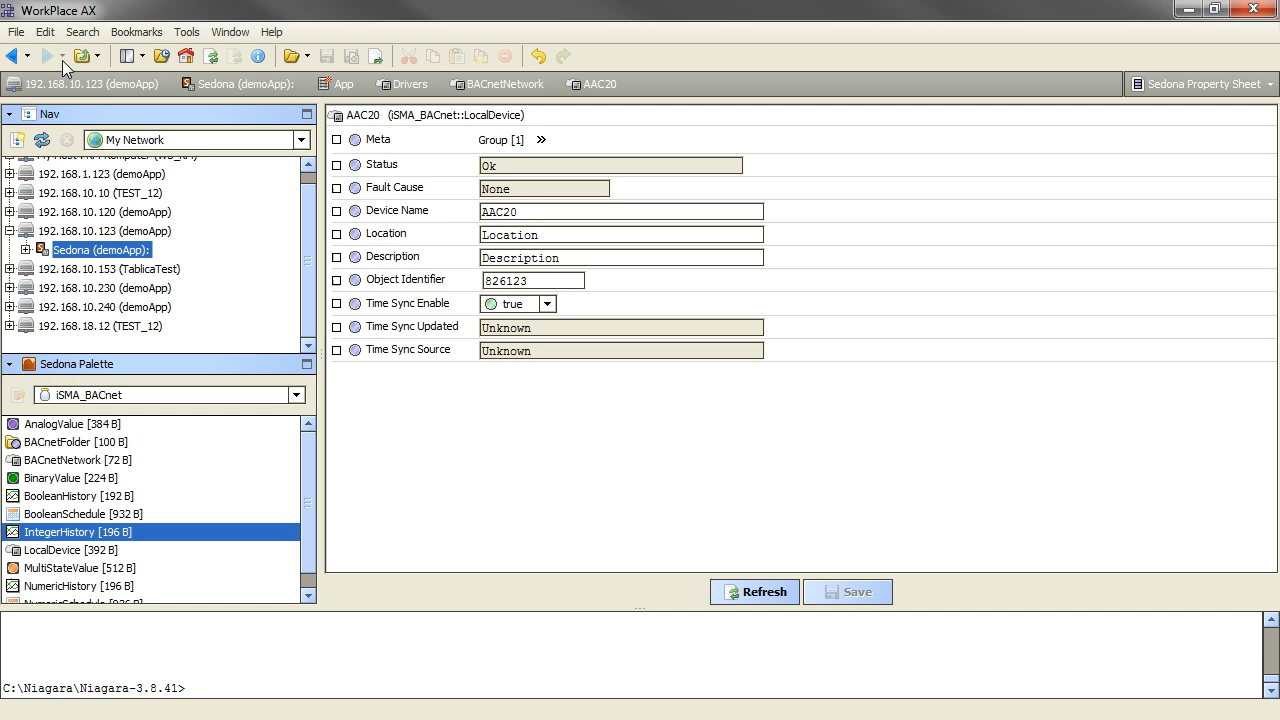 WorkPlace AX
File Edit Search Bookmarks Tools Window Help
192.168.10.123 (demoApp) Sedona (demoApp): App Drivers BACnetNetwork AAC20 Sedona Property Sheet
Nav
My Network
192.168.1.123 (demoApp)
192.168.10.10 (TEST_12)
192.168.10.120 (demoApp)
192.168.10.123 (demoApp)
Sedona (demoApp):
192.168.10.153 (TablicaTest)
192.168.10.230 (demoApp)
192.168.10.240 (demoApp)
192.168.18.12 (TEST_12)
Sedona Palette
iSMA_BACnet
AnalogValue [384 B]
BACnetFolder [100 B]
BACnetNetwork [72 B]
BinaryValue [224 B]
BooleanHistory [192 B]
BooleanSchedule [932 B]
IntegerHistory [196 B]
LocalDevice [392 B]
MultiStateValue [512 B]
NumericHistory [196 B]
AAC20 (iSMA_BACnet::LocalDevice)
Meta Group [1] »
Status Ok
Fault Cause None
Device Name AAC20
Location Location
Description Description
Object Identifier 826123
Time Sync Enable true
Time Sync Updated Unknown
Time Sync Source Unknown
Refresh Save
C:\Niagara\Niagara-3.8.41>